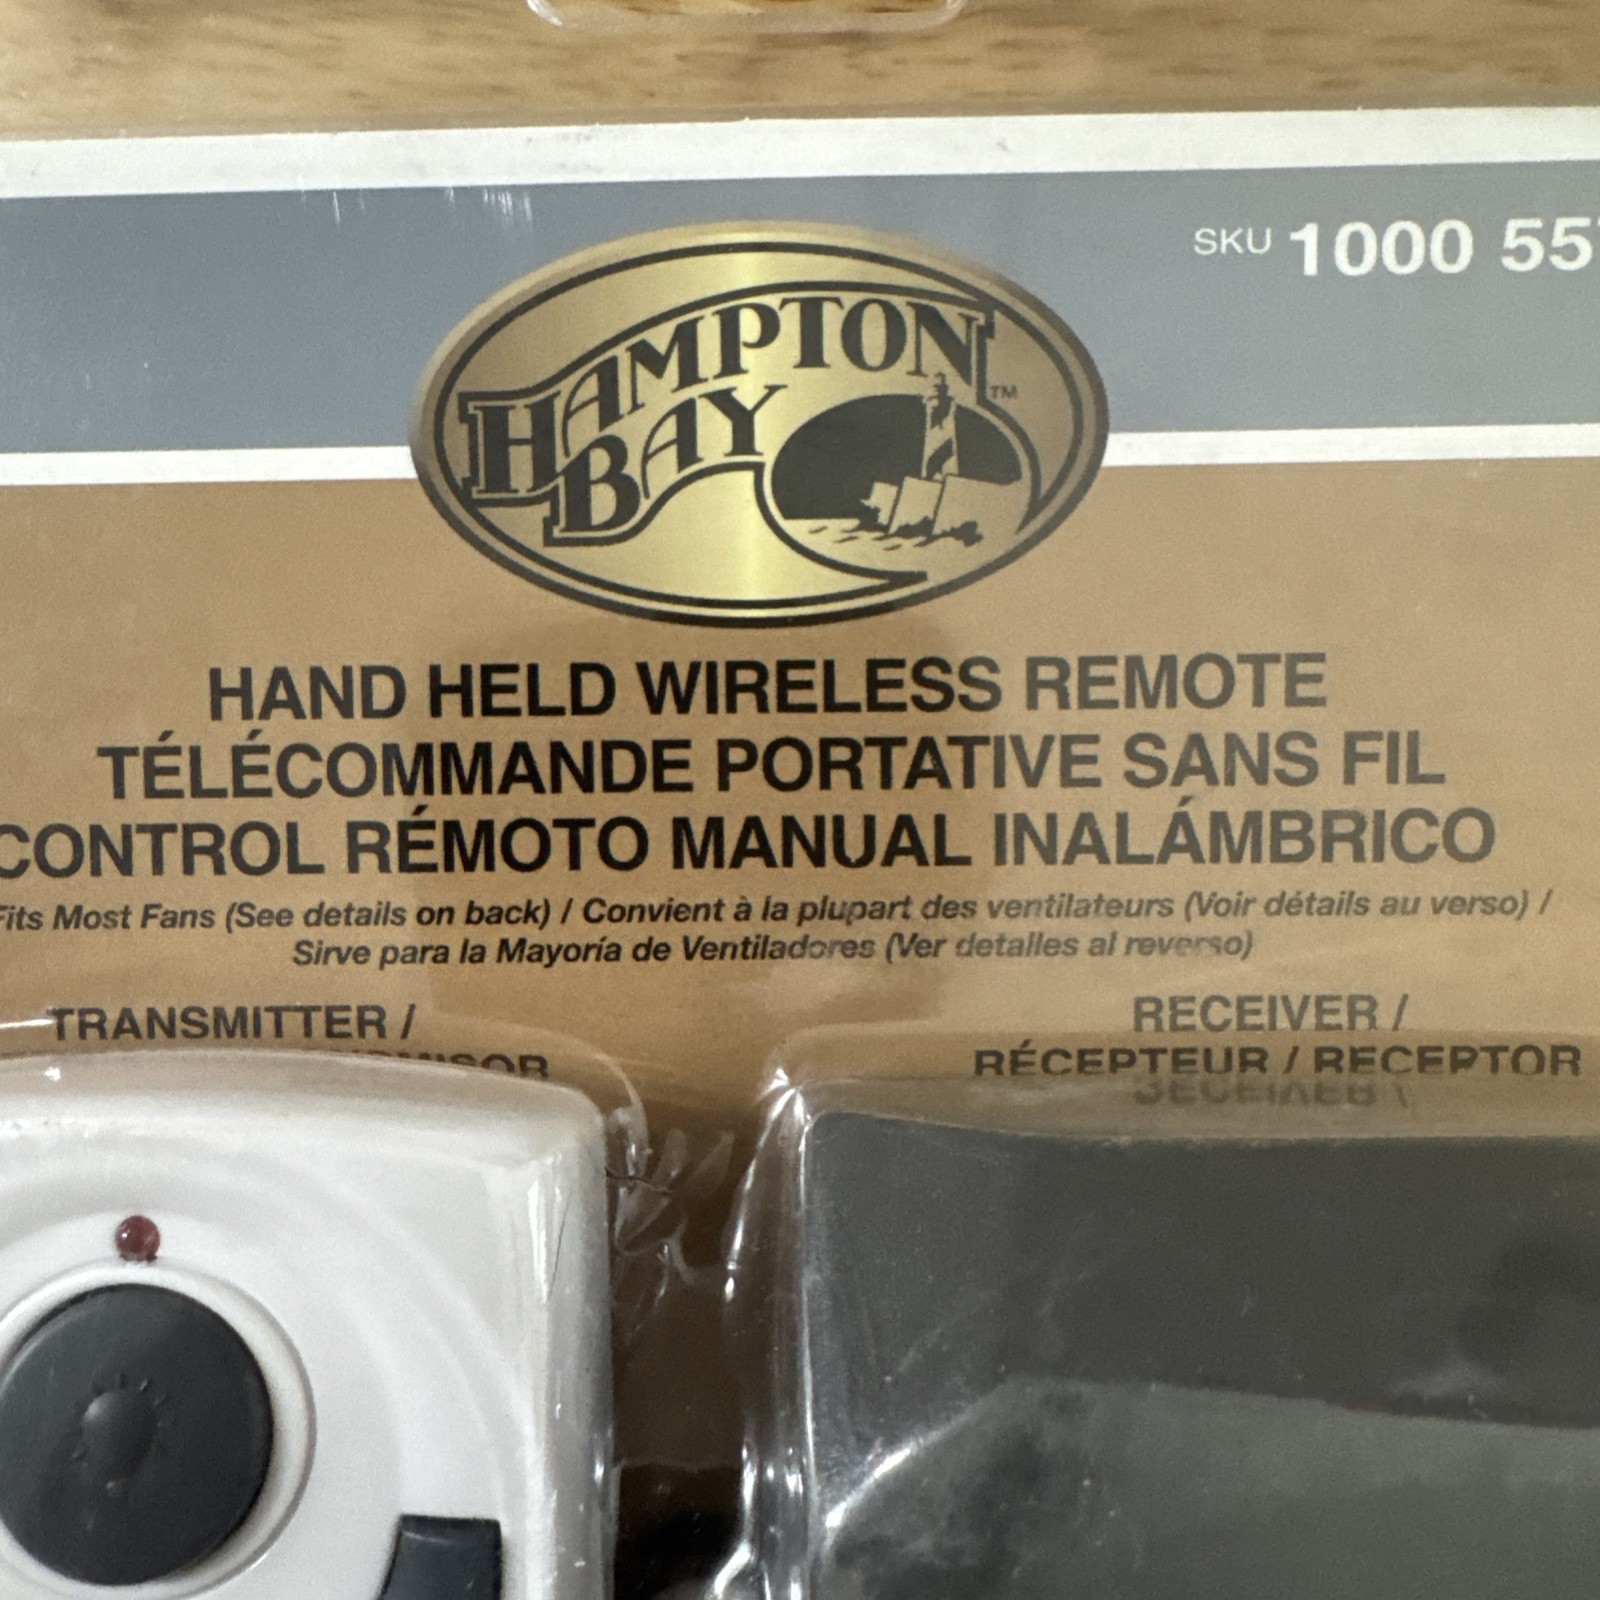 SKU 1000 55
HAMPTON
BAY
TM
HAND HELD WIRELESS REMOTE
TÉLÉCOMMANDE PORTATIVE SANS FIL
CONTROL RÉMOTO MANUAL INALÁMBRICO
Fits Most Fans (See details on back) / Convient à la plupart des ventilateurs (Voir détails au verso) /
Sirve para la Mayoría de Ventiladores (Ver detalles al reverso)
TRANSMITTER /
RECEIVER /
RÉCEPTEUR / RECEPTOR